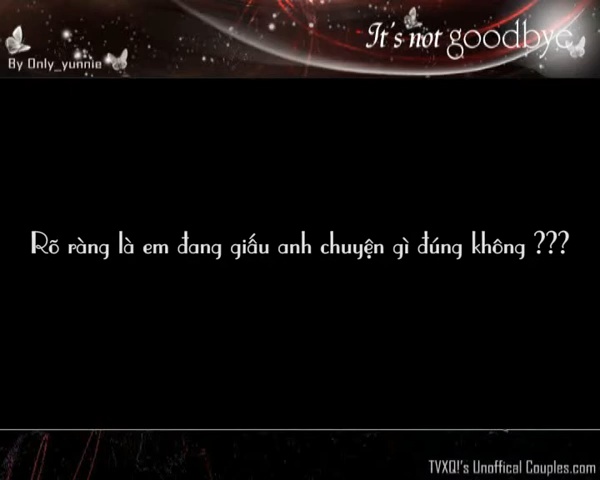 It's not goodbye
By Only_yunnie
Rõ ràng là em đang giấu anh chuyện gì đúng không ???
TVXQ!'s Unoffical Couples.com